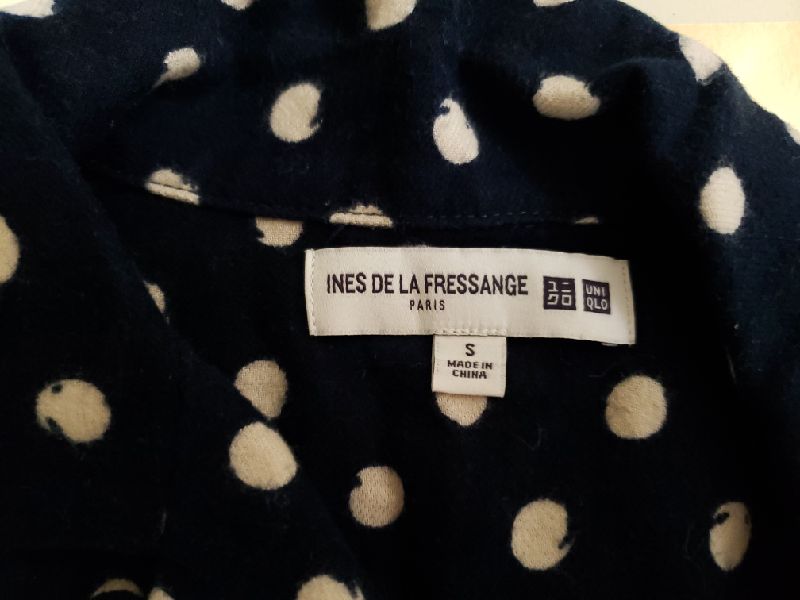 INES DE LA FRESSANGE
PARIS
ユニ
クロ
UNI
QLO
S
MADE IN
CHINA